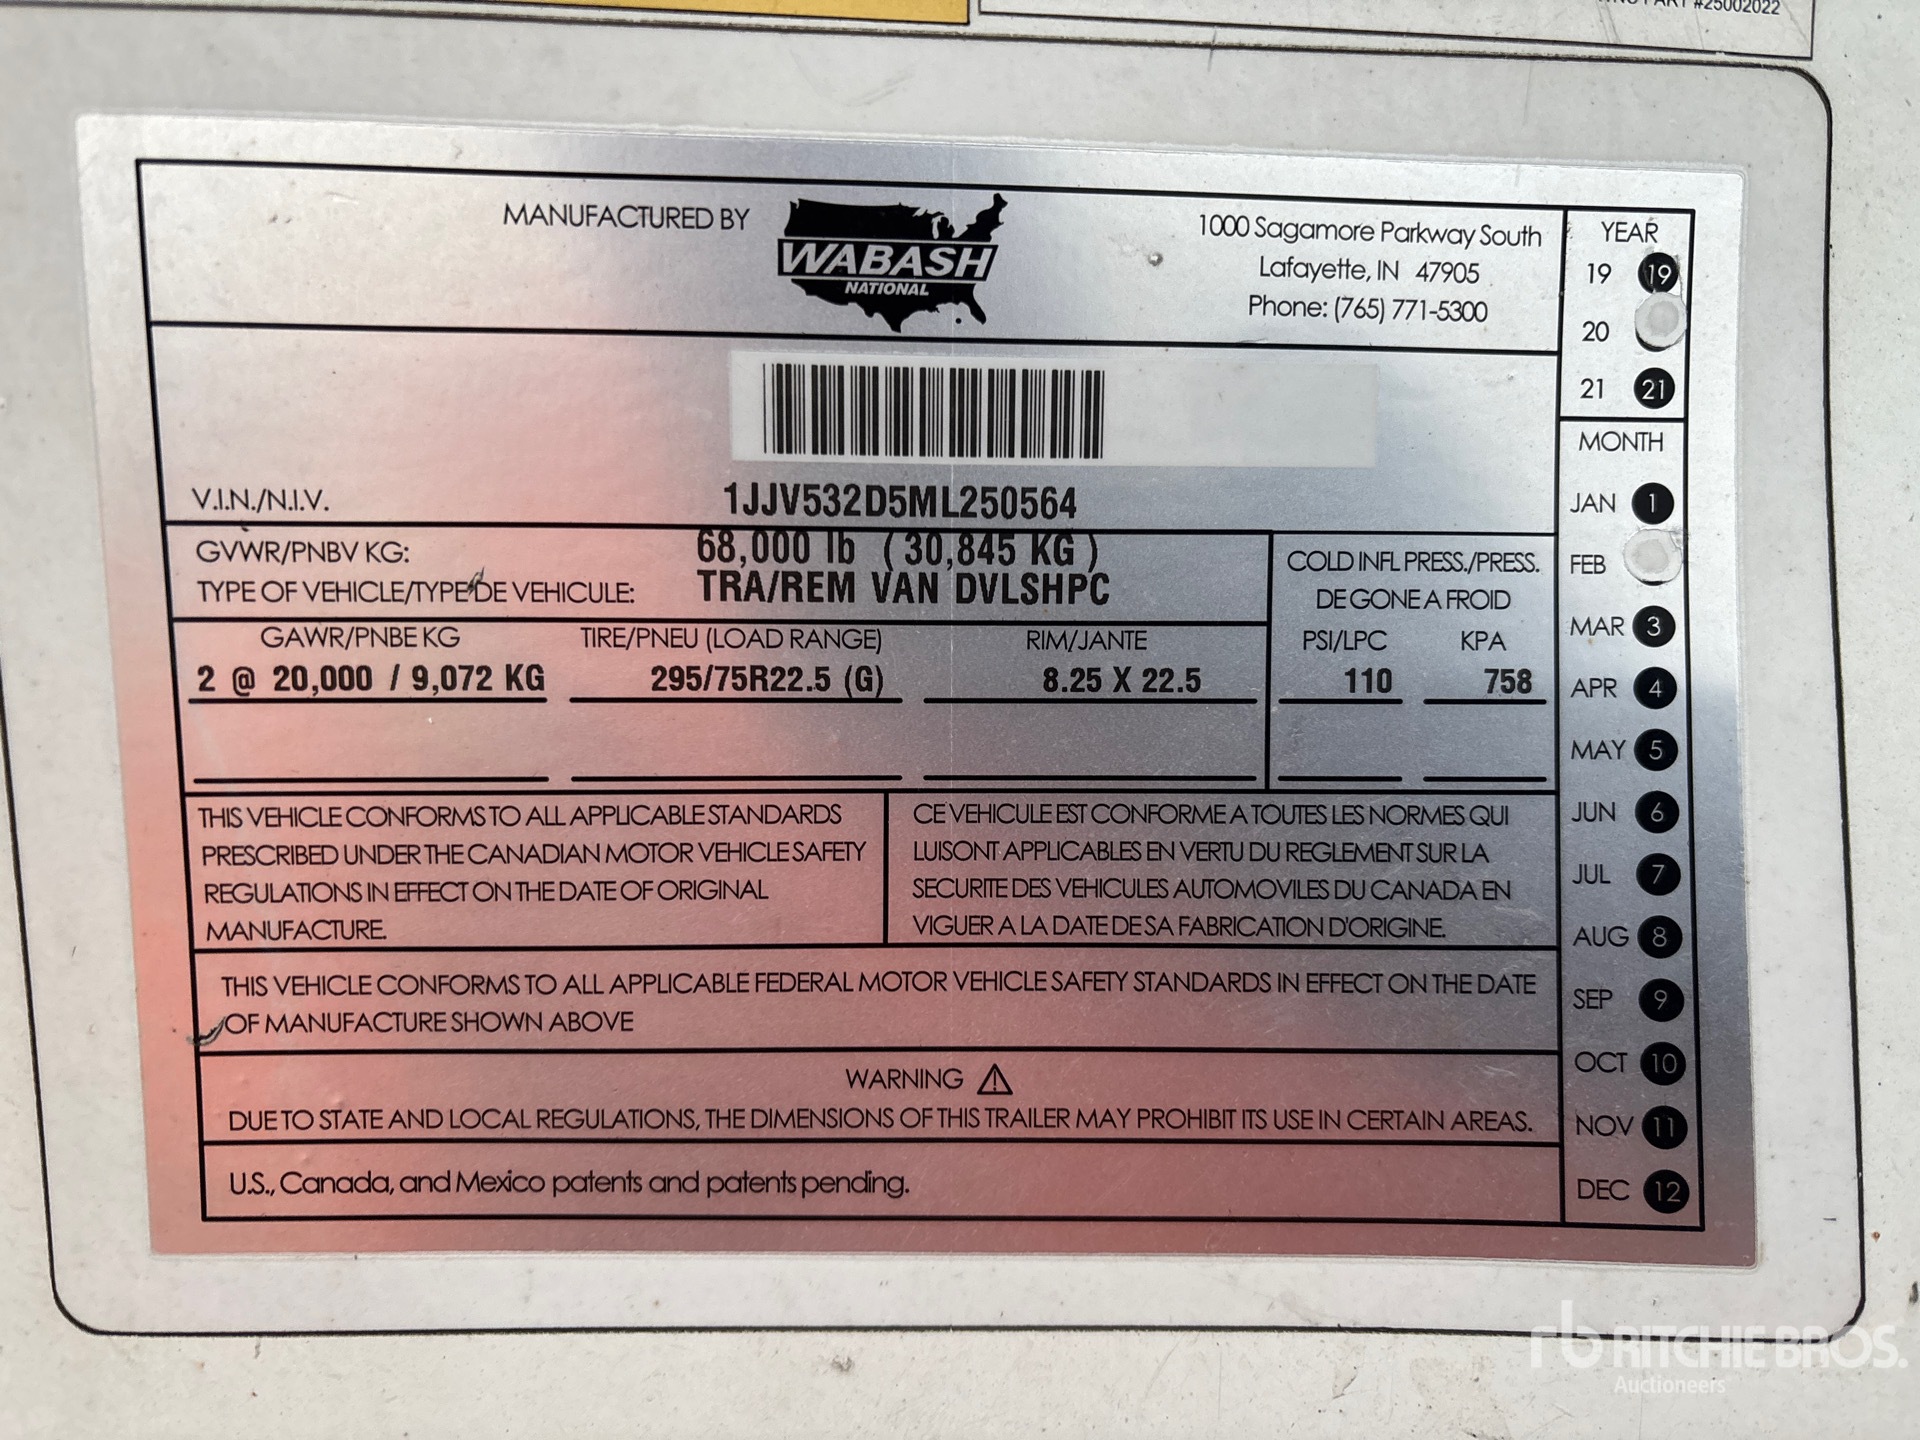 PART #25002022
MANUFACTURED BY
WABASH
NATIONAL
1000 Sagamore Parkway South
Lafayette, IN 47905
Phone: (765) 771-5300
YEAR
19 19
20
21 21
V.I.N./N.I.V. 1JJV532D5ML250564
GVWR/PNBV KG: 68,000 lb (30,845 KG)
TYPE OF VEHICLE/TYPE DE VEHICULE: TRA/REM VAN DVLSHPC
COLD INFL PRESS./PRESS.
DE GONE A FROID
GAWR/PNBE KG TIRE/PNEU (LOAD RANGE) RIM/JANTE PSI/LPC KPA
2 @ 20,000 / 9,072 KG 295/75R22.5 (G) 8.25 X 22.5 110 758
THIS VEHICLE CONFORMS TO ALL APPLICABLE STANDARDS
PRESCRIBED UNDER THE CANADIAN MOTOR VEHICLE SAFETY
REGULATIONS IN EFFECT ON THE DATE OF ORIGINAL
MANUFACTURE.
CE VEHICULE EST CONFORME A TOUTES LES NORMES QUI
LUISONT APPLICABLES EN VERTU DU REGLEMENT SUR LA
SECURITE DES VEHICULES AUTOMOVILES DU CANADA EN
VIGUER A LA DATE DE SA FABRICATION D'ORIGINE.
THIS VEHICLE CONFORMS TO ALL APPLICABLE FEDERAL MOTOR VEHICLE SAFETY STANDARDS IN EFFECT ON THE DATE
OF MANUFACTURE SHOWN ABOVE
WARNING
DUE TO STATE AND LOCAL REGULATIONS, THE DIMENSIONS OF THIS TRAILER MAY PROHIBIT ITS USE IN CERTAIN AREAS.
U.S., Canada, and Mexico patents and patents pending.
MONTH
JAN 1
FEB
MAR 3
APR 4
MAY 5
JUN 6
JUL 7
AUG 8
SEP 9
OCT 10
NOV 11
DEC 12
rb RITCHIE BROS.
Auctioneers